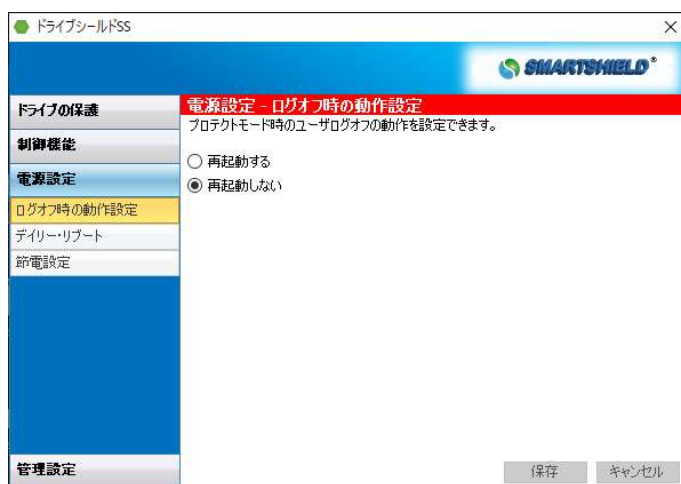 ドライブシールドSS
SMARTSHIELD®
ドライブの保護
制御機能
電源設定
ログオフ時の動作設定
デイリー・リブート
節電設定
管理設定
電源設定 - ログオフ時の動作設定
プロテクトモード時のユーザログオフの動作を設定できます。
再起動する
再起動しない
保存
キャンセル